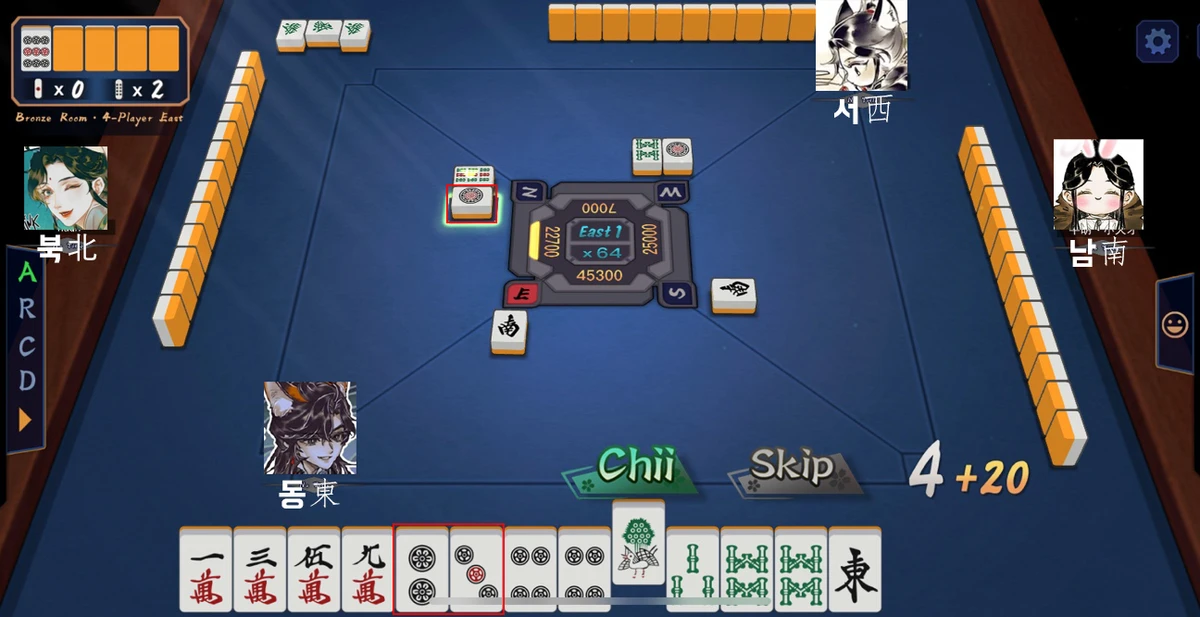 x 0 x 2
Bronze Room · 4-Player East
서西
남南
북北
A
R
C
D
N W
7000
East 1
22700 25000
x 64
45300
E S
南
동東
Chii Skip 4 +20
一 三 伍 九
萬 萬 萬 萬
東